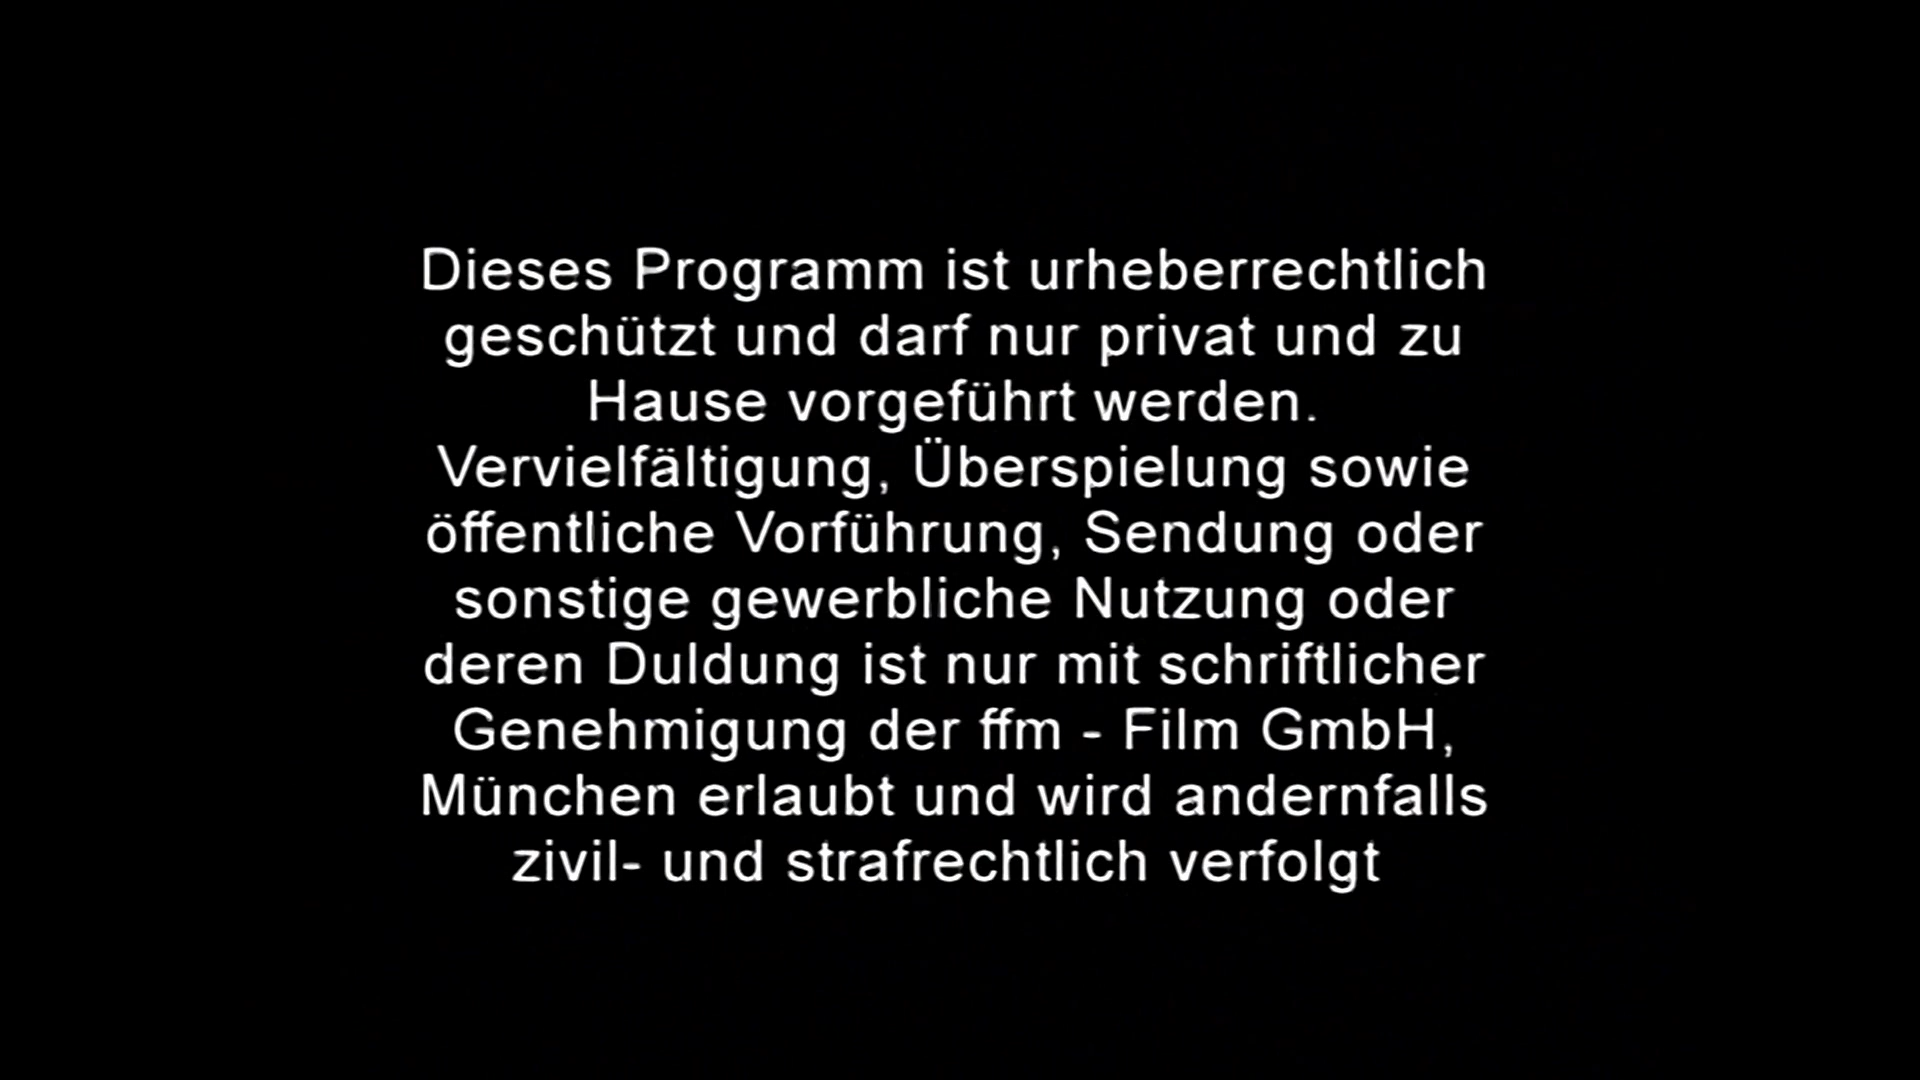 Dieses Programm ist urheberrechtlich
geschützt und darf nur privat und zu
Hause vorgeführt werden.
Vervielfältigung, Überspielung sowie
öffentliche Vorführung, Sendung oder
sonstige gewerbliche Nutzung oder
deren Duldung ist nur mit schriftlicher
Genehmigung der ffm - Film GmbH,
München erlaubt und wird andernfalls
zivil- und strafrechtlich verfolgt